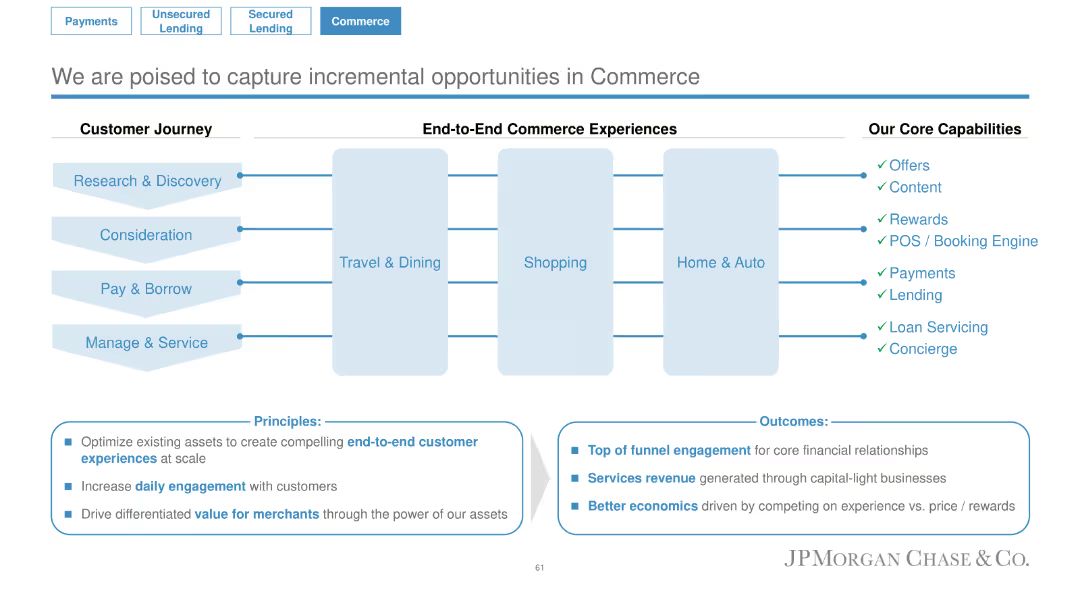 Payments
Unsecured
Lending
Secured
Lending
Commerce
We are poised to capture incremental opportunities in Commerce
Customer Journey
End-to-End Commerce Experiences
Our Core Capabilities
Research & Discovery
Consideration
Pay & Borrow
Manage & Service
Travel & Dining
Shopping
Home & Auto
✓Offers
✓Content
✓Rewards
✓POS / Booking Engine
✓Payments
✓Lending
✓Loan Servicing
✓Concierge
Principles:
■ Optimize existing assets to create compelling end-to-end customer
experiences at scale
■ Increase daily engagement with customers
■ Drive differentiated value for merchants through the power of our assets
Outcomes:
■ Top of funnel engagement for core financial relationships
■ Services revenue generated through capital-light businesses
■ Better economics driven by competing on experience vs. price / rewards
61
JPMORGAN CHASE & CO.